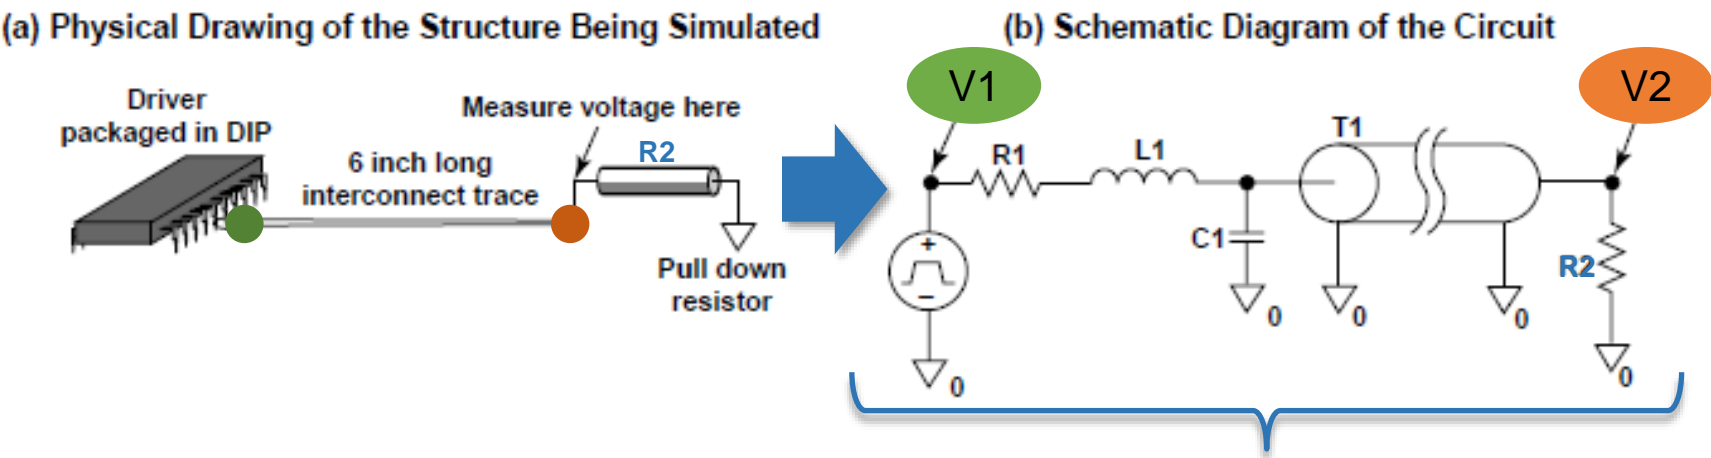 (a) Physical Drawing of the Structure Being Simulated
Driver
packaged in DIP
Measure voltage here
6 inch long
interconnect trace
R2
Pull down
resistor
(b) Schematic Diagram of the Circuit
V1
V2
R1
L1
T1
+
−
C1
R2
0
0
0
0
0